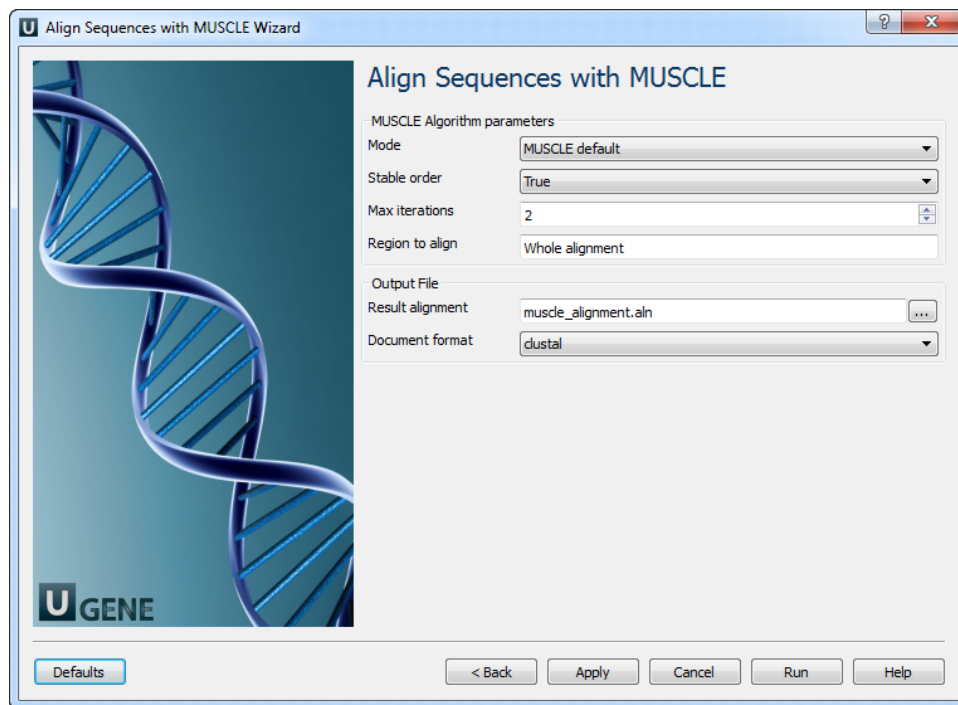 U Align Sequences with MUSCLE Wizard
?
X
Align Sequences with MUSCLE
MUSCLE Algorithm parameters
Mode MUSCLE default
Stable order True
Max iterations 2
Region to align Whole alignment
Output File
Result alignment muscle_alignment.aln ...
Document format clustal
U GENE
Defaults < Back Apply Cancel Run Help